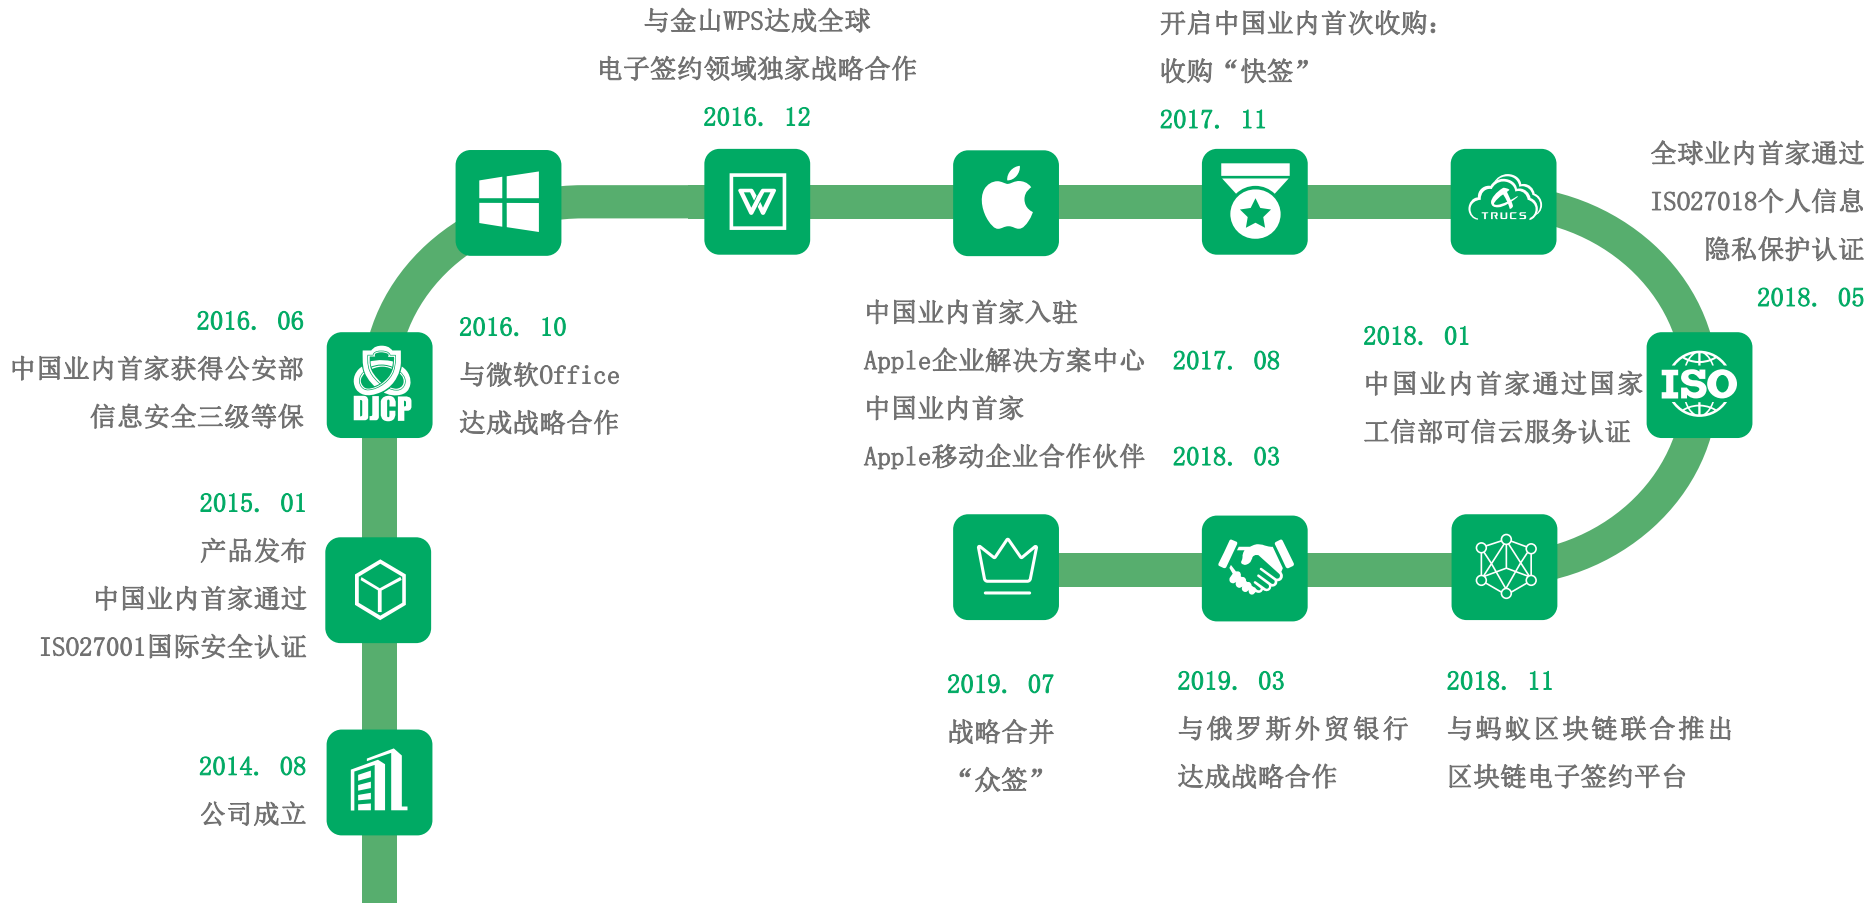 与金山WPS达成全球
电子签约领域独家战略合作
2016. 12
开启中国业内首次收购：
收购“快签”
2017. 11
全球业内首家通过
ISO27018个人信息
隐私保护认证
2018. 05
TRUCS
2016. 06
中国业内首家获得公安部
信息安全三级等保
DJCP
2016. 10
与微软Office
达成战略合作
中国业内首家入驻
Apple企业解决方案中心 2017. 08
中国业内首家
Apple移动企业合作伙伴 2018. 03
2018. 01
中国业内首家通过国家
工信部可信云服务认证
ISO
2015. 01
产品发布
中国业内首家通过
ISO27001国际安全认证
2014. 08
公司成立
2019. 07
战略合并
“众签”
2019. 03
与俄罗斯外贸银行
达成战略合作
2018. 11
与蚂蚁区块链联合推出
区块链电子签约平台